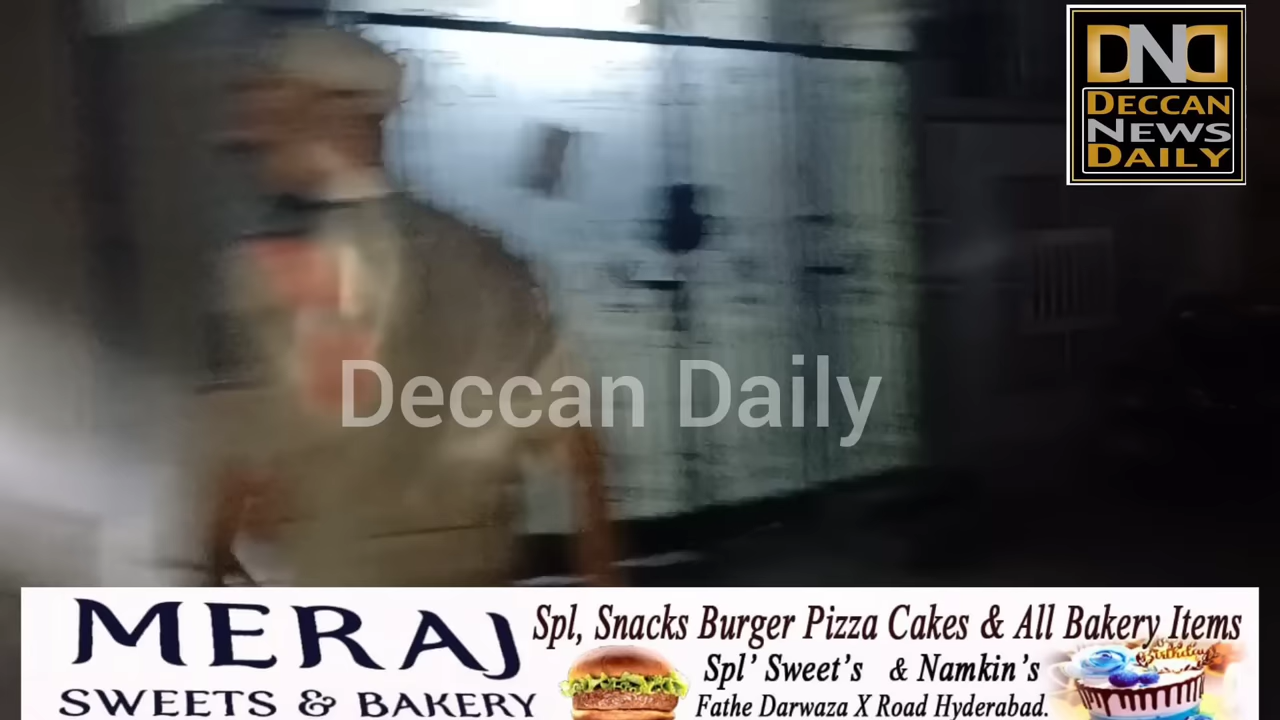 DND
DECCAN
NEWS
DAILY
Deccan Daily
MERAJ
SWEETS & BAKERY
Spl, Snacks Burger Pizza Cakes & All Bakery Items
Spl' Sweet's & Namkin's
Fathe Darwaza X Road Hyderabad.
Birthday